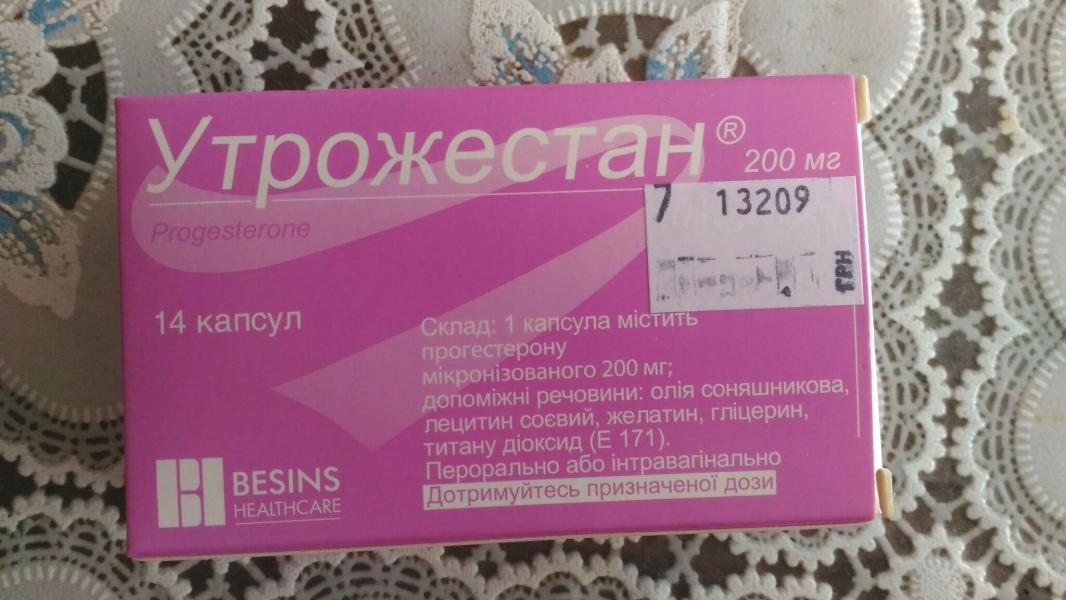 Утрожестан® 200 мг
Progesterone
7 13209
грн
14 капсул
Склад: 1 капсула містить
прогестерону
мікронізованого 200 мг;
допоміжні речовини: олія соняшникова,
лецитин соєвий, желатин, гліцерин,
титану діоксид (Е 171).
Перорально або інтравагінально
Дотримуйтесь призначеної дози
BESINS
HEALTHCARE